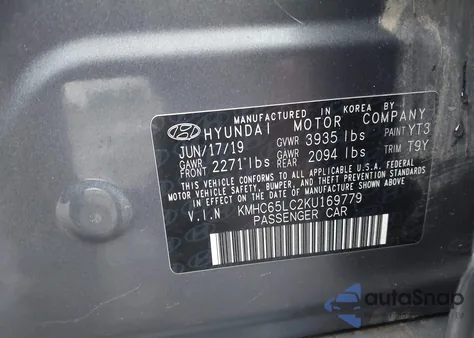 MANUFACTURED IN KOREA BY
HYUNDAI MOTOR COMPANY
JUN/17/19 GVWR 3935 lbs PAINT YT3
GAWR FRONT 2271 lbs GAWR REAR 2094 lbs TRIM T9Y
THIS VEHICLE CONFORMS TO ALL APPLICABLE U.S.A. FEDERAL
MOTOR VEHICLE SAFETY, BUMPER, AND THEFT PREVENTION
STANDARDS IN EFFECT ON THE DATE OF MANUFACTURE SHOWN ABOVE.
V.I.N KMHC65LC2KU169779
PASSENGER CAR
autoSnap